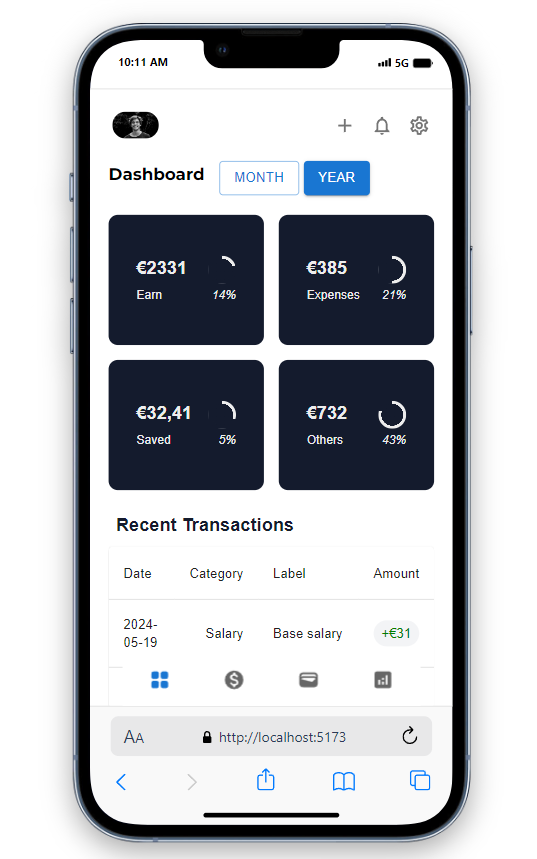 10:11 AM 5G
Dashboard MONTH YEAR
€2331
Earn 14%
€385
Expenses 21%
€32,41
Saved 5%
€732
Others 43%
Recent Transactions
Date Category Label Amount
2024-
05-19 Salary Base salary +€31
AA http://localhost:5173